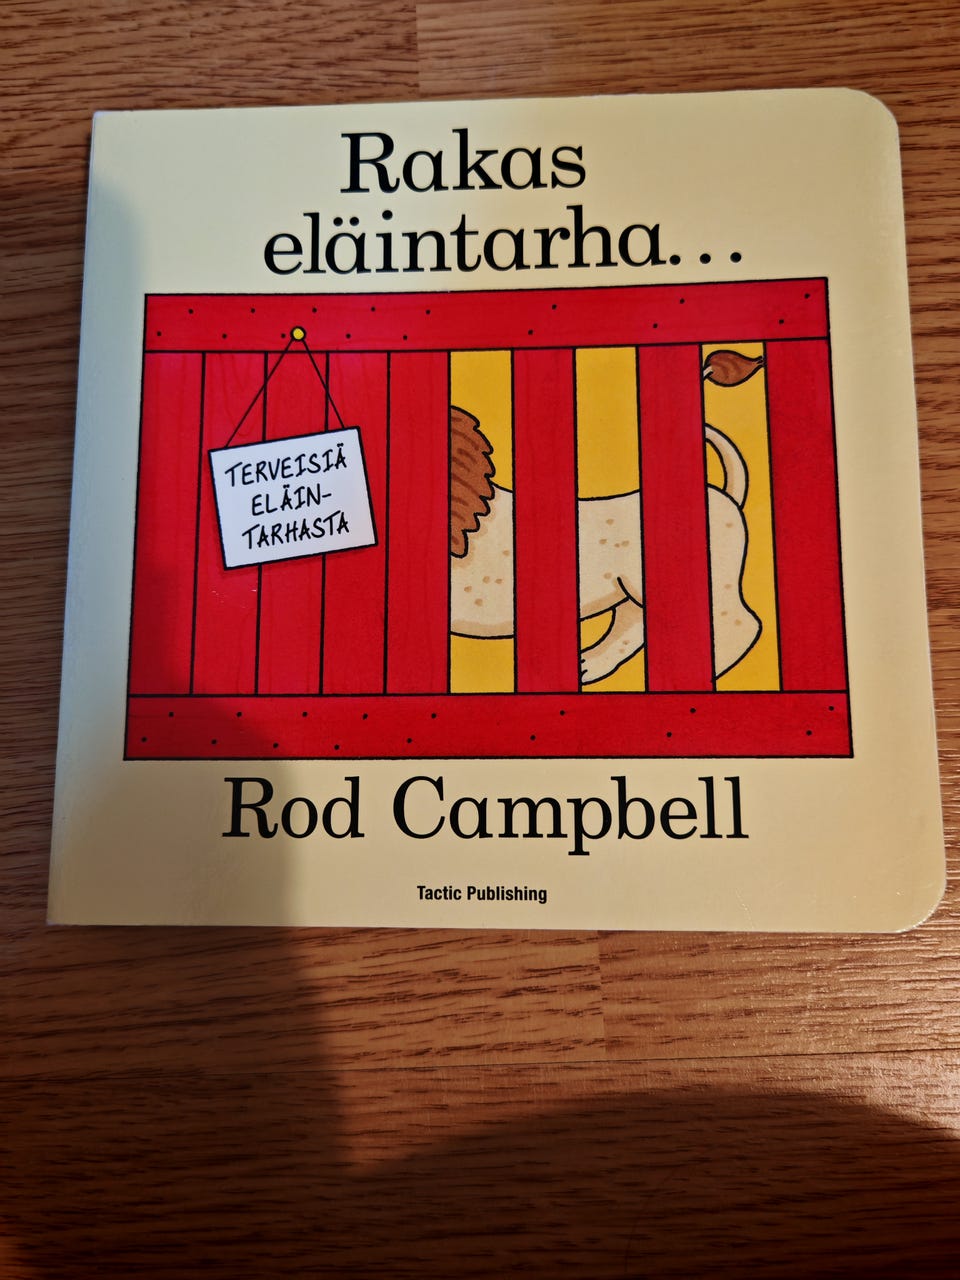 Rakas
eläintarha...
TERVEISIÄ
ELÄIN-
TARHASTA
Rod Campbell
Tactic Publishing